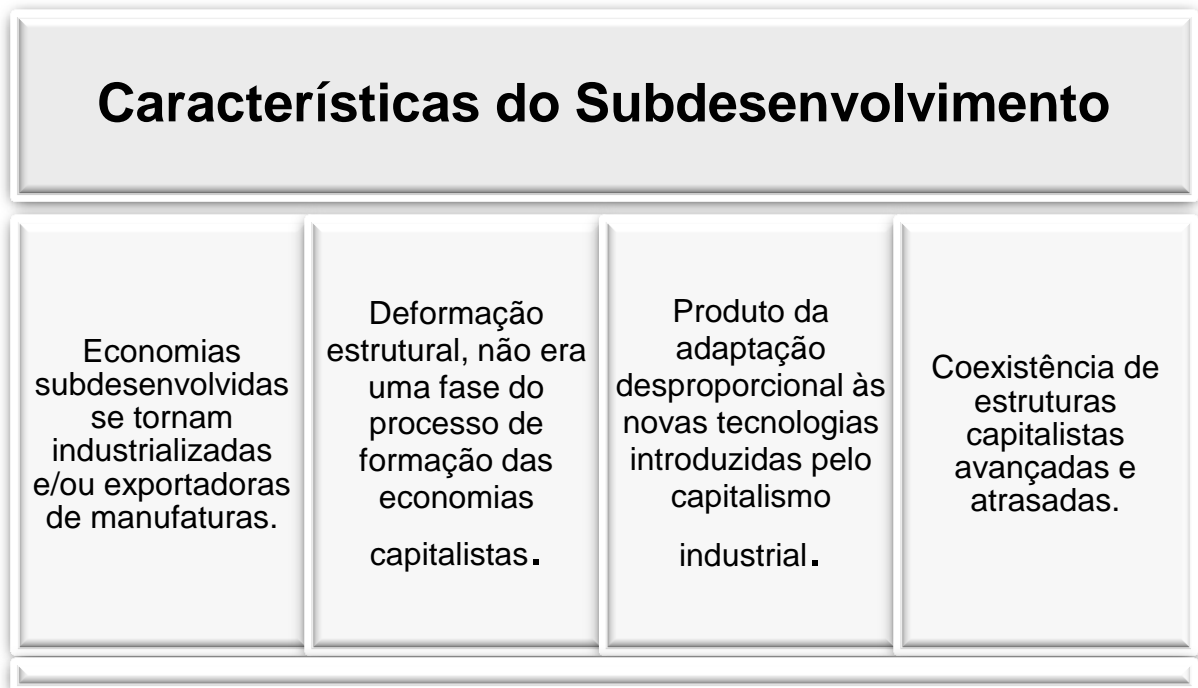 Características do Subdesenvolvimento
Economias
subdesenvolvidas
se tornam
industrializadas
e/ou exportadoras
de manufaturas.
Deformação
estrutural, não era
uma fase do
processo de
formação das
economias
capitalistas.
Produto da
adaptação
desproporcional às
novas tecnologias
introduzidas pelo
capitalismo
industrial.
Coexistência de
estruturas
capitalistas
avançadas e
atrasadas.